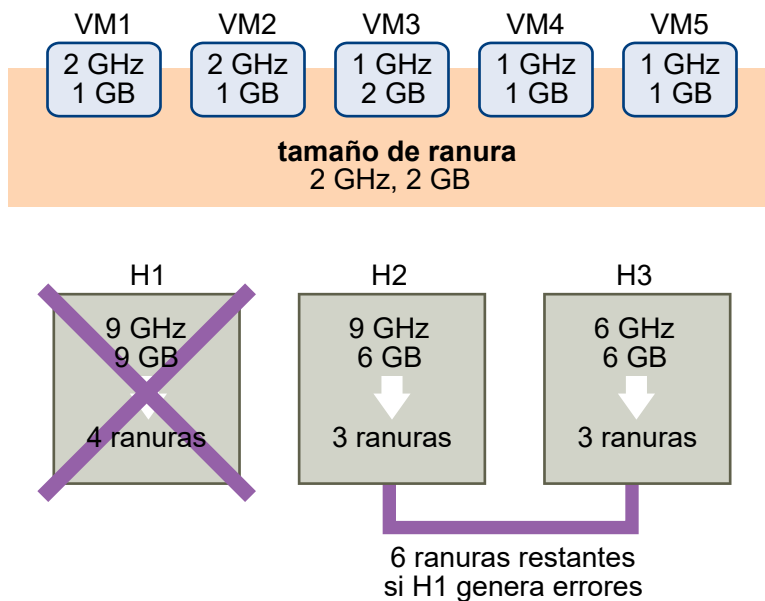 VM1 VM2 VM3 VM4 VM5
2 GHz 2 GHz 1 GHz 1 GHz 1 GHz
1 GB 1 GB 2 GB 1 GB 1 GB
tamaño de ranura
2 GHz, 2 GB
H1 H2 H3
9 GHz 9 GHz 6 GHz
9 GB 6 GB 6 GB
4 ranuras 3 ranuras 3 ranuras
6 ranuras restantes
si H1 genera errores